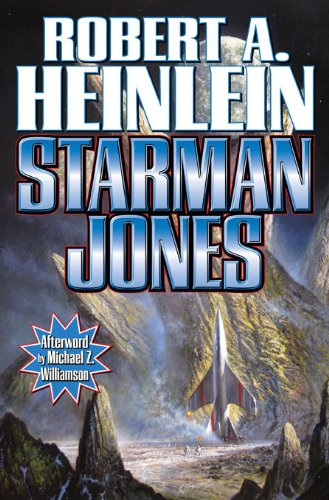 ROBERT A.
HEINLEIN
STARMAN
JONES
Afterword
by Michael Z.
Williamson